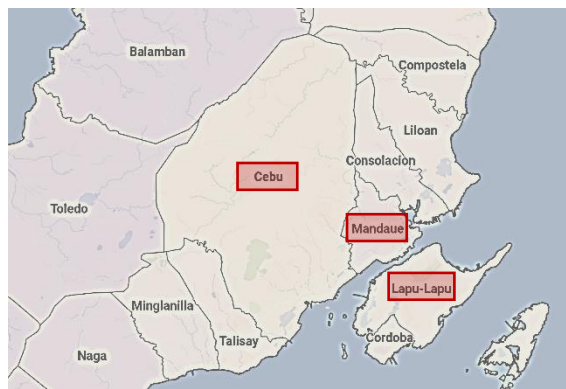 Balamban
Compostela
Liloan
Consolacion
Cebu
Toledo
Mandaue
Lapu-Lapu
Minglanilla
Talisay
Cordoba
Naga